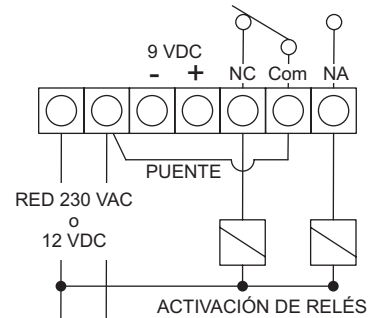 9 VDC
- + NC Com NA
PUENTE
RED 230 VAC
o
12 VDC
ACTIVACIÓN DE RELÉS